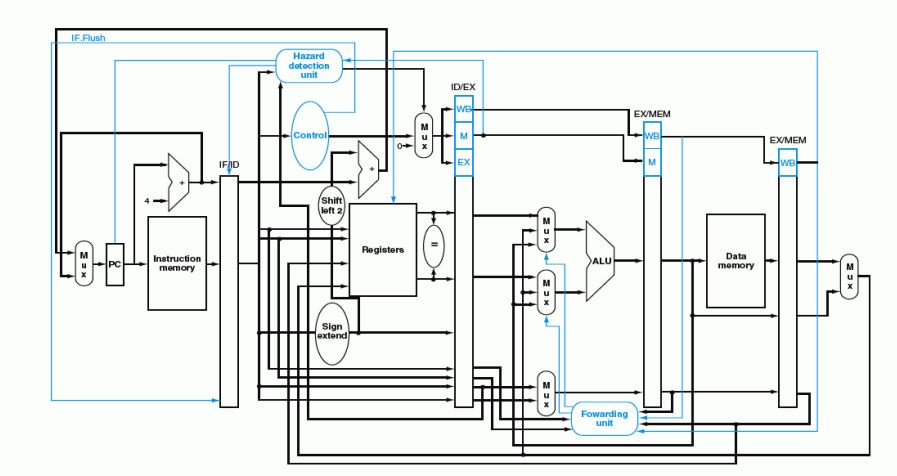 IF.Flush
Hazard
detection
unit
ID/EX
WB
EX/MEM
M
u
x
Control
0
M
WB
EX/MEM
IF/ID
EX
M
WB
+
+
4
Shift
left 2
M
u
x
PC
Instruction
memory
Registers
=
M
u
x
ALU
Data
memory
M
u
x
M
u
x
Sign
extend
M
u
x
Fowarding
unit